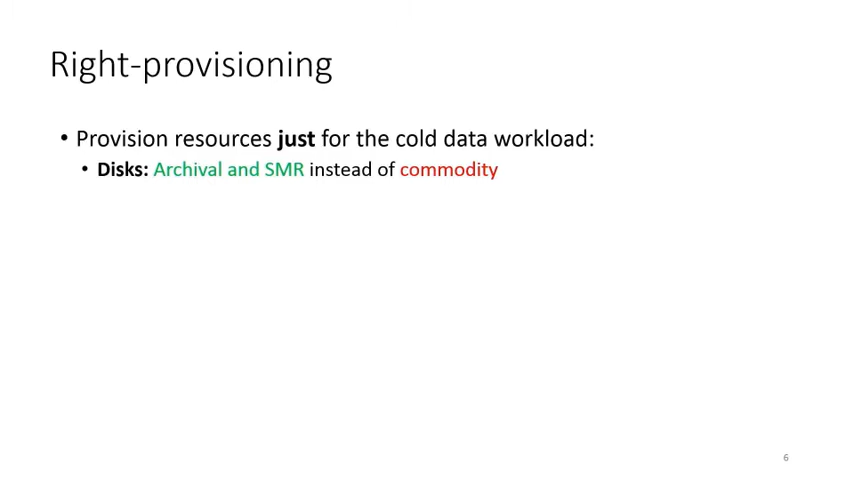 Right-provisioning
• Provision resources just for the cold data workload:
• Disks: Archival and SMR instead of commodity
6